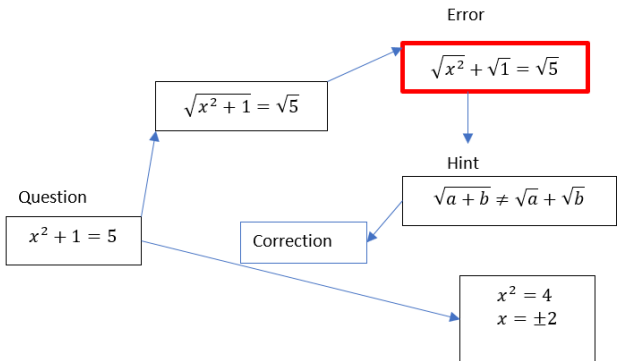 Error
√x² + √1 = √5
√x² + 1 = √5
Hint
√a + b ≠ √a + √b
Question
x² + 1 = 5
Correction
x² = 4
x = ±2